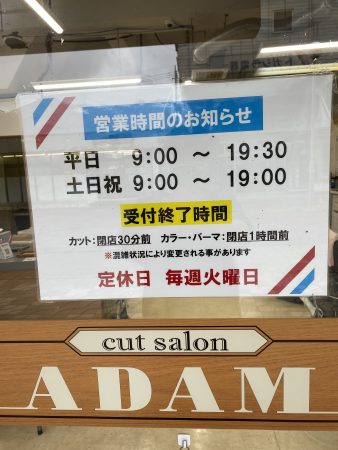 営業時間のお知らせ
平日 9:00 ～ 19:30
土日祝 9:00 ～ 19:00
受付終了時間
カット:閉店30分前 カラー・パーマ:閉店1時間前
※混雑状況により変更される事があります
定休日 毎週火曜日
cut salon
ADAM